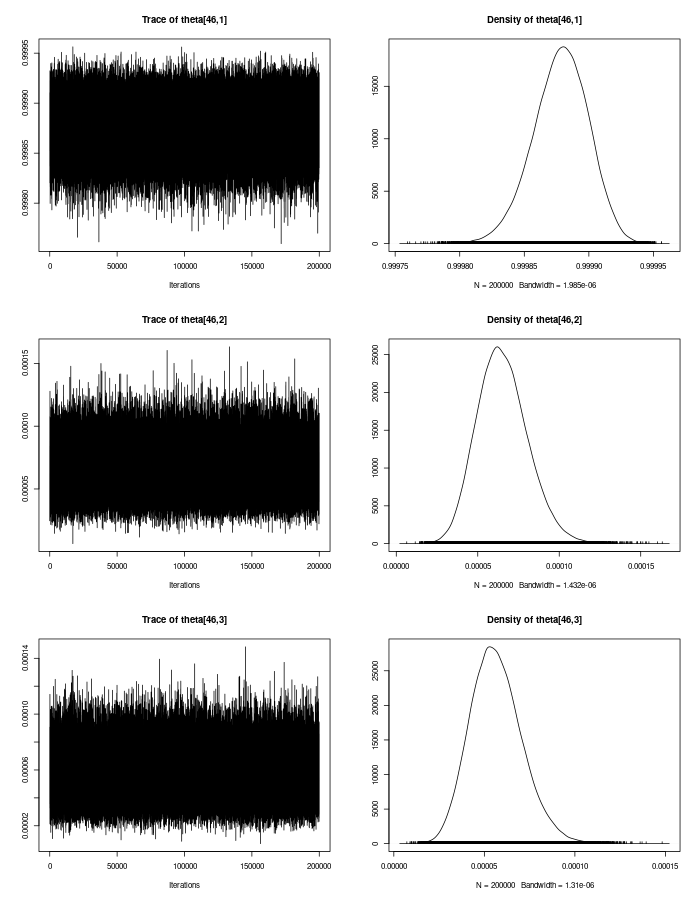 Trace of theta[46,1]
0.99980 0.99985 0.99990 0.99995
0 50000 100000 150000 200000
Iterations
Density of theta[46,1]
0 5000 10000 15000
0.99975 0.99980 0.99985 0.99990 0.99995
N = 200000 Bandwidth = 1.985e-06
Trace of theta[46,2]
0.00005 0.00010 0.00015
0 50000 100000 150000 200000
Iterations
Density of theta[46,2]
0 5000 10000 15000 20000 25000
0.00000 0.00005 0.00010 0.00015
N = 200000 Bandwidth = 1.432e-06
Trace of theta[46,3]
0.00002 0.00006 0.00010 0.00014
0 50000 100000 150000 200000
Iterations
Density of theta[46,3]
0 5000 10000 15000 20000 25000
0.00000 0.00005 0.00010 0.00015
N = 200000 Bandwidth = 1.31e-06